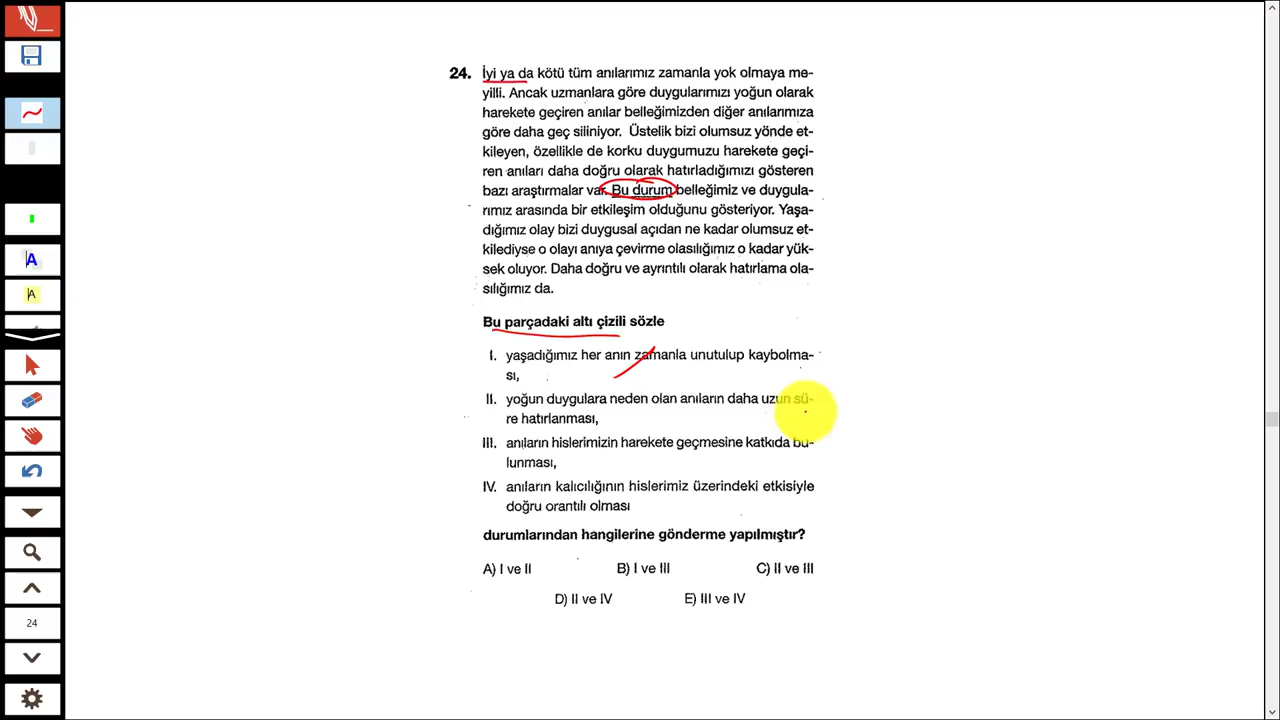 24. İyi ya da kötü tüm anılarımız zamanla yok olmaya me-
yilli. Ancak uzmanlara göre duygularımızı yoğun olarak
harekete geçiren anılar belleğimizden diğer anılarımıza
göre daha geç siliniyor. Üstelik bizi olumsuz yönde et-
kileyen, özellikle de korku duygumuzu harekete geçi-
ren anıları daha doğru olarak hatırladığımızı gösteren
bazı araştırmalar var. Bu durum belleğimiz ve duygula-
rımız arasında bir etkileşim olduğunu gösteriyor. Yaşa-
dığımız olay bizi duygusal açıdan ne kadar olumsuz et-
kilediyse o olayı anıya çevirme olasılığımız o kadar yük-
sek oluyor. Daha doğru ve ayrıntılı olarak hatırlama ola-
sılığımız da.
Bu parçadaki altı çizili sözle
I. yaşadığımız her anın zamanla unutulup kaybolma-
sı,
II. yoğun duygulara neden olan anıların daha uzun sü-
re hatırlanması,
III. anıların hislerimizin harekete geçmesine katkıda bu-
lunması,
IV. anıların kalıcılığının hislerimiz üzerindeki etkisiyle
doğru orantılı olması
durumlarından hangilerine gönderme yapılmıştır?
A) I ve II B) I ve III C) II ve III
D) II ve IV E) III ve IV
A
A
24